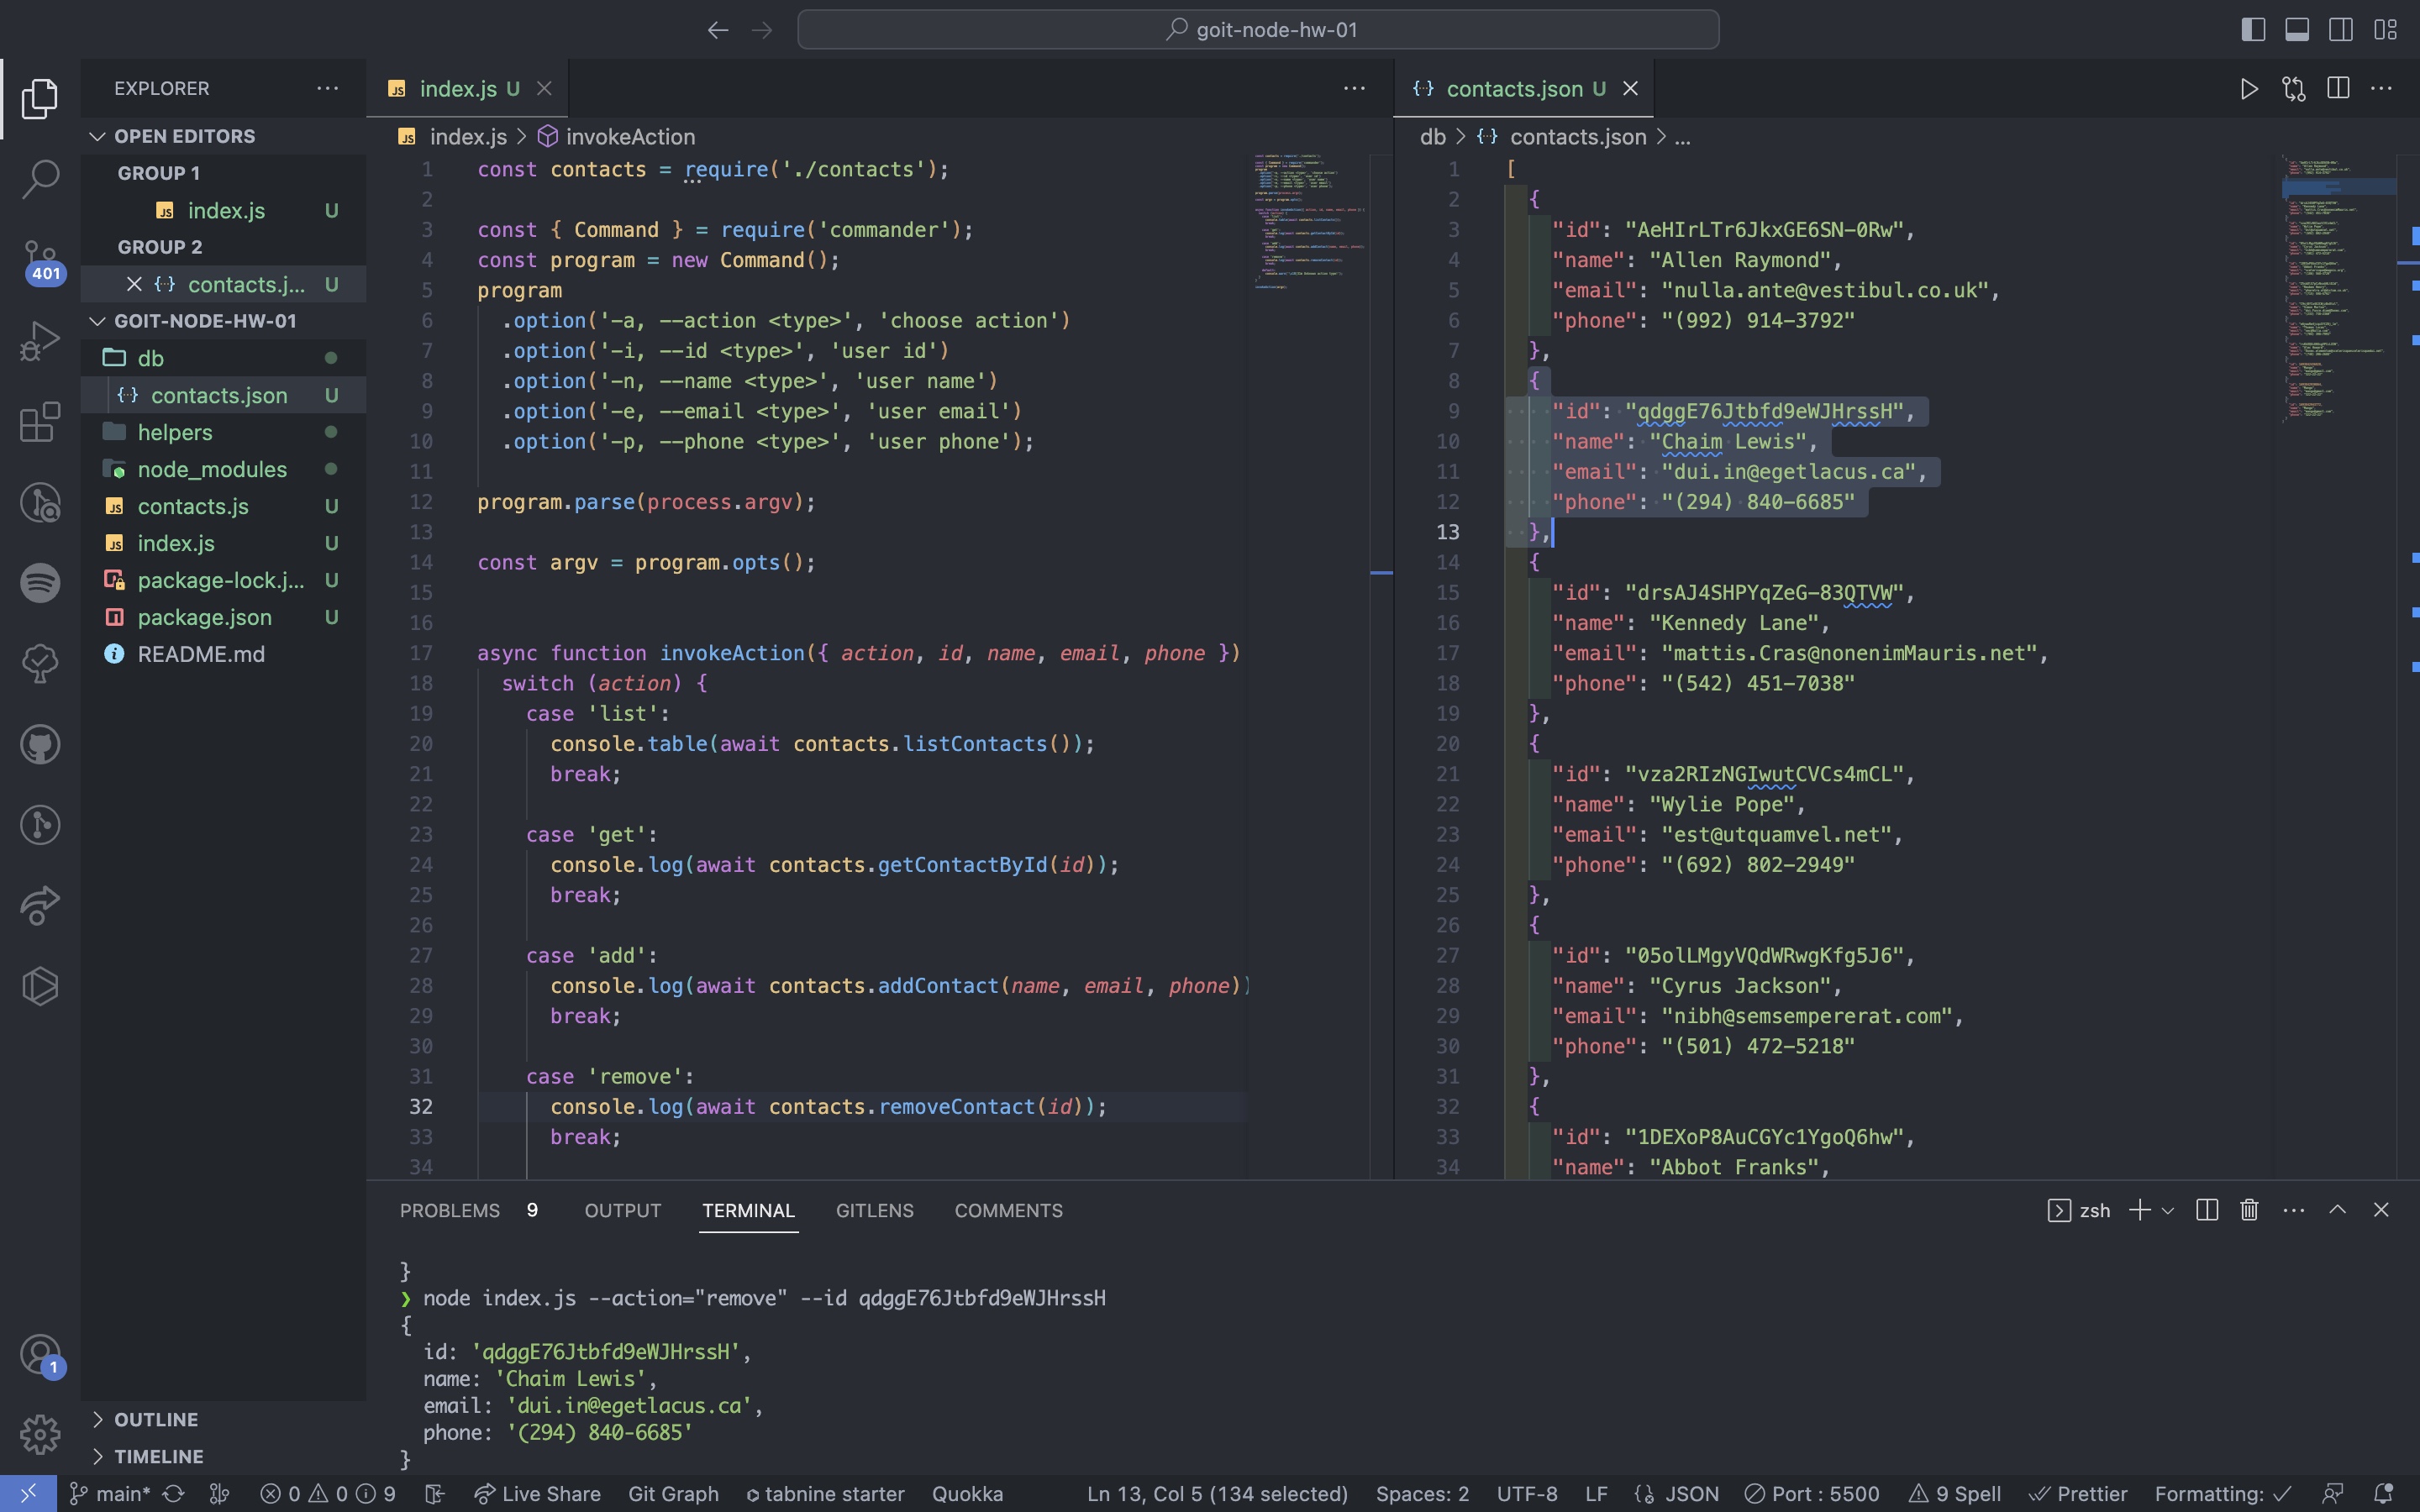 goit-node-hw-01
EXPLORER
OPEN EDITORS
GROUP 1
index.js U
GROUP 2
contacts.j... U
GOIT-NODE-HW-01
db
contacts.json U
helpers
node_modules
contacts.js U
index.js U
package-lock.j... U
package.json U
README.md
OUTLINE
TIMELINE
401
1
index.js U
index.js > invokeAction
1 const contacts = require('./contacts');
2
3 const { Command } = require('commander');
4 const program = new Command();
5 program
6 .option('-a, --action <type>', 'choose action')
7 .option('-i, --id <type>', 'user id')
8 .option('-n, --name <type>', 'user name')
9 .option('-e, --email <type>', 'user email')
10 .option('-p, --phone <type>', 'user phone');
11
12 program.parse(process.argv);
13
14 const argv = program.opts();
15
16
17 async function invokeAction({ action, id, name, email, phone })
18 switch (action) {
19 case 'list':
20 console.table(await contacts.listContacts());
21 break;
22
23 case 'get':
24 console.log(await contacts.getContactById(id));
25 break;
26
27 case 'add':
28 console.log(await contacts.addContact(name, email, phone))
29 break;
30
31 case 'remove':
32 console.log(await contacts.removeContact(id));
33 break;
34
contacts.json U
db > contacts.json > ...
1 [
2 {
3 "id": "AeHIrLTr6JkxGE6SN-0Rw",
4 "name": "Allen Raymond",
5 "email": "nulla.ante@vestibul.co.uk",
6 "phone": "(992) 914-3792"
7 },
8 {
9 "id": "qdggE76Jtbfd9eWJHrssH",
10 "name": "Chaim Lewis",
11 "email": "dui.in@egetlacus.ca",
12 "phone": "(294) 840-6685"
13 },
14 {
15 "id": "drsAJ4SHPYqZeG-83QTVW",
16 "name": "Kennedy Lane",
17 "email": "mattis.Cras@nonenimMauris.net",
18 "phone": "(542) 451-7038"
19 },
20 {
21 "id": "vza2RIzNGIwutCVCs4mCL",
22 "name": "Wylie Pope",
23 "email": "est@utquamvel.net",
24 "phone": "(692) 802-2949"
25 },
26 {
27 "id": "05olLMgyVQdWRwgKfg5J6",
28 "name": "Cyrus Jackson",
29 "email": "nibh@semsempererat.com",
30 "phone": "(501) 472-5218"
31 },
32 {
33 "id": "1DEXoP8AuCGYc1YgoQ6hw",
34 "name": "Abbot Franks",
PROBLEMS 9 OUTPUT TERMINAL GITLENS COMMENTS
zsh
}
❯ node index.js --action="remove" --id qdggE76Jtbfd9eWJHrssH
{
id: 'qdggE76Jtbfd9eWJHrssH',
name: 'Chaim Lewis',
email: 'dui.in@egetlacus.ca',
phone: '(294) 840-6685'
}
main* 0 0 9 Live Share Git Graph tabnine starter Quokka Ln 13, Col 5 (134 selected) Spaces: 2 UTF-8 LF JSON Port : 5500 9 Spell Prettier Formatting: ✓